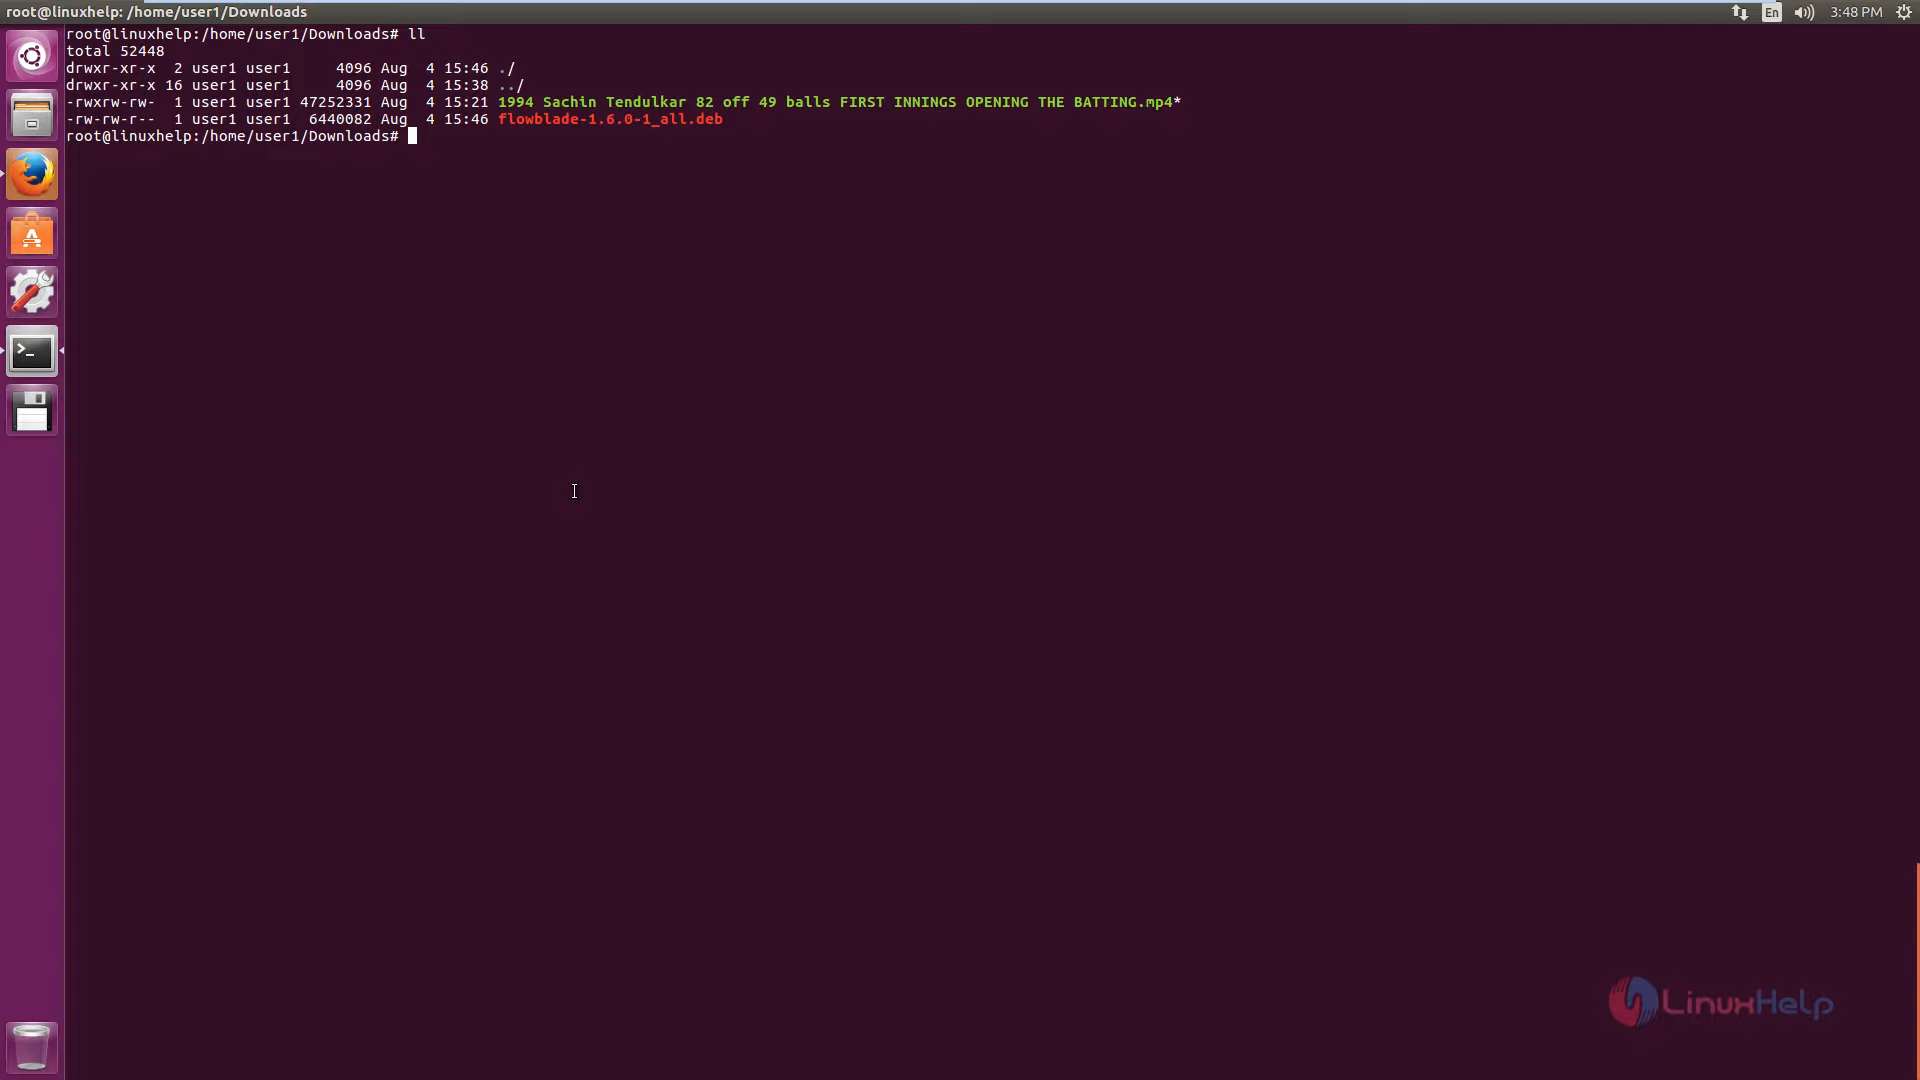 root@linuxhelp: /home/user1/Downloads
En
3:48 PM
root@linuxhelp:/home/user1/Downloads# ll
total 52448
drwxr-xr-x  2 user1 user1     4096 Aug  4 15:46 ./
drwxr-xr-x 16 user1 user1     4096 Aug  4 15:38 ../
-rwxrw-rw-  1 user1 user1 47252331 Aug  4 15:21 1994 Sachin Tendulkar 82 off 49 balls FIRST INNINGS OPENING THE BATTING.mp4*
-rw-rw-r--  1 user1 user1  6440082 Aug  4 15:46 flowblade-1.6.0-1_all.deb
root@linuxhelp:/home/user1/Downloads#
LinuxHelp